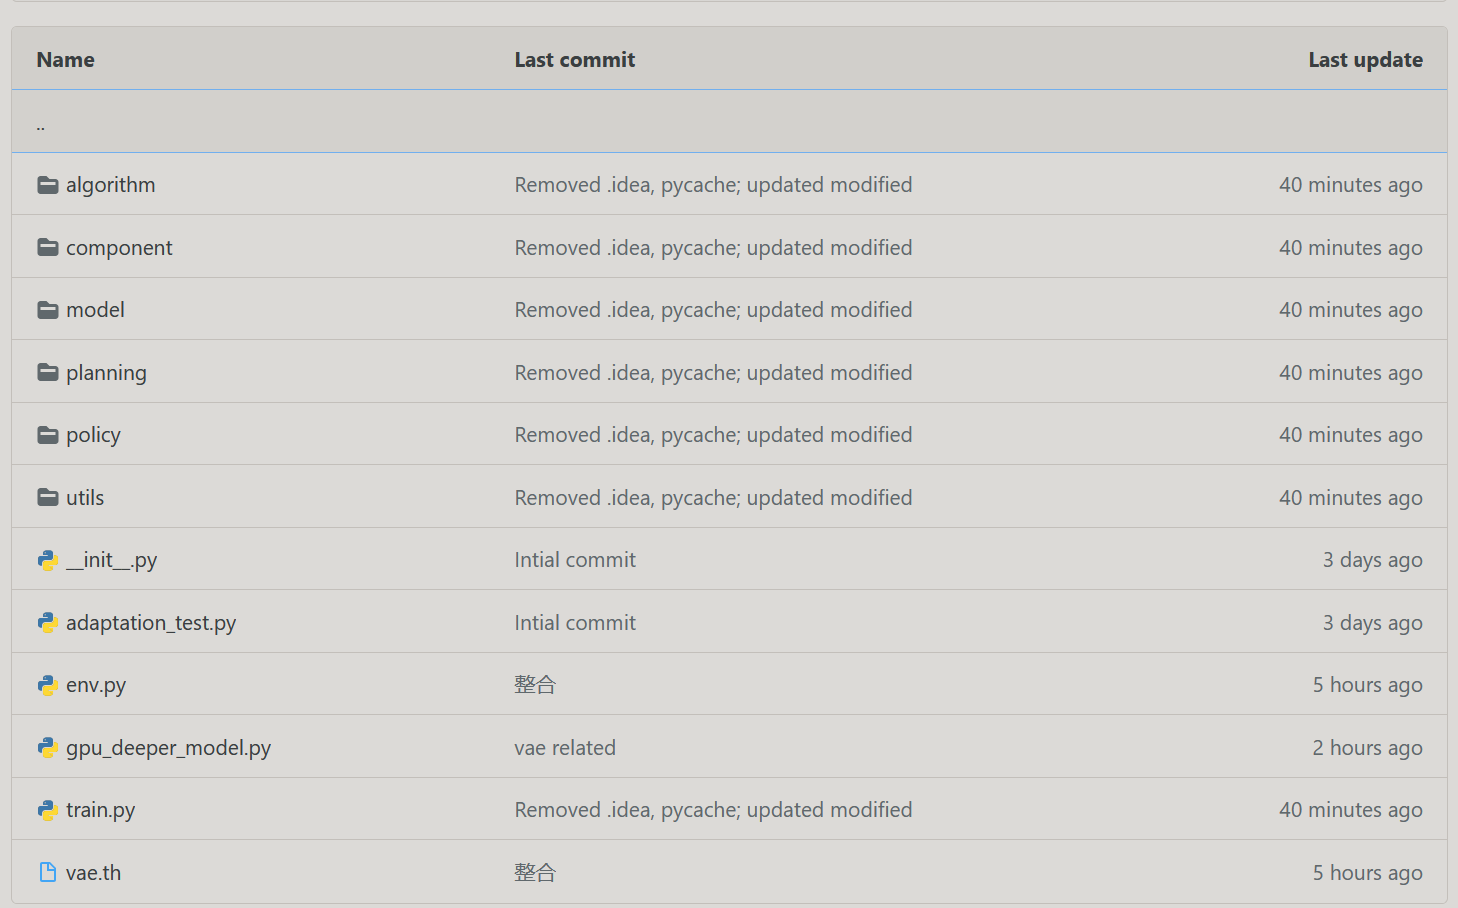 Name Last commit Last update
..
algorithm Removed .idea, pycache; updated modified 40 minutes ago
component Removed .idea, pycache; updated modified 40 minutes ago
model Removed .idea, pycache; updated modified 40 minutes ago
planning Removed .idea, pycache; updated modified 40 minutes ago
policy Removed .idea, pycache; updated modified 40 minutes ago
utils Removed .idea, pycache; updated modified 40 minutes ago
__init__.py Intial commit 3 days ago
adaptation_test.py Intial commit 3 days ago
env.py 整合 5 hours ago
gpu_deeper_model.py vae related 2 hours ago
train.py Removed .idea, pycache; updated modified 40 minutes ago
vae.th 整合 5 hours ago